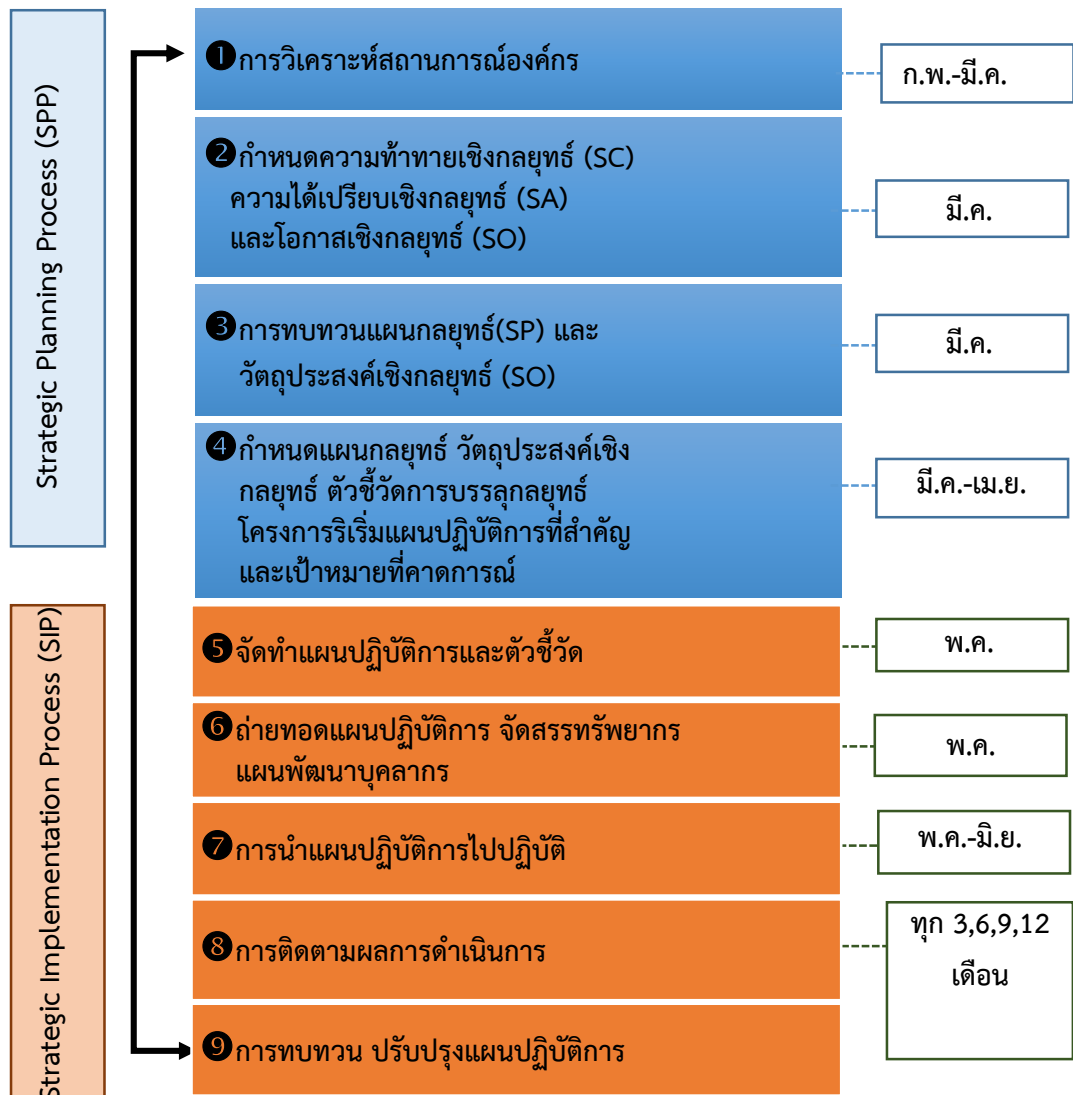 Strategic Planning Process (SPP)
❶การวิเคราะห์สถานการณ์องค์กร
ก.พ.-มี.ค.
❷กำหนดความท้าทายเชิงกลยุทธ์ (SC)
ความได้เปรียบเชิงกลยุทธ์ (SA)
และโอกาสเชิงกลยุทธ์ (SO)
มี.ค.
❸การทบทวนแผนกลยุทธ์(SP) และ
วัตถุประสงค์เชิงกลยุทธ์ (SO)
มี.ค.
❹กำหนดแผนกลยุทธ์ วัตถุประสงค์เชิง
กลยุทธ์ ตัวชี้วัดการบรรลุกลยุทธ์
โครงการริเริ่มแผนปฏิบัติการที่สำคัญ
และเป้าหมายที่คาดการณ์
มี.ค.-เม.ย.
Strategic Implementation Process (SIP)
❺จัดทำแผนปฏิบัติการและตัวชี้วัด
พ.ค.
❻ถ่ายทอดแผนปฏิบัติการ จัดสรรทรัพยากร
แผนพัฒนาบุคลากร
พ.ค.
❼การนำแผนปฏิบัติการไปปฏิบัติ
พ.ค.-มิ.ย.
❽การติดตามผลการดำเนินการ
ทุก 3,6,9,12
เดือน
❾การทบทวน ปรับปรุงแผนปฏิบัติการ